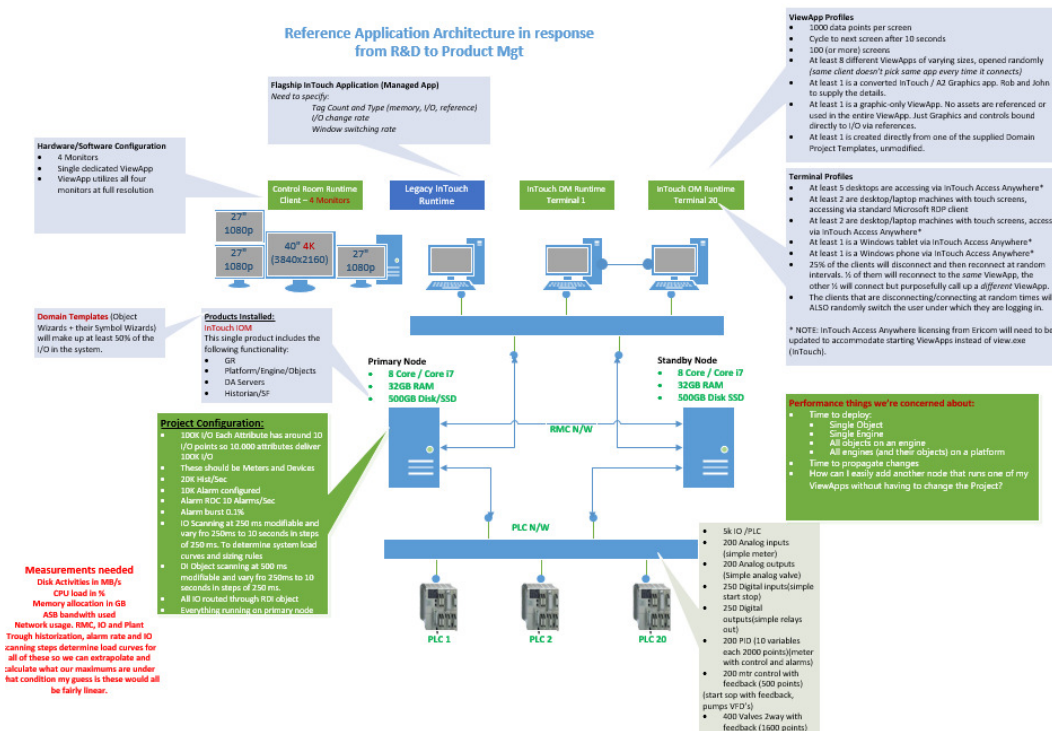 Reference Application Architecture in response
from R&D to Product Mgt
Flagship InTouch Application (Managed App)
Need to specify:
Tag Count and Type (memory, I/O, reference)
I/O change rate
Window switching rate
ViewApp Profiles
• 1000 data points per screen
• Cycle to next screen after 10 seconds
• 100 (or more) screens
• At least 8 different ViewApps of varying sizes, opened randomly
(same client doesn't pick same app every time it connects)
• At least 1 is a converted InTouch / A2 Graphics app. Rob and John
to supply the details.
• At least 1 is a graphic-only ViewApp. No assets are referenced or
used in the entire ViewApp. Just Graphics and controls bound
directly to I/O via references.
• At least 1 is created directly from one of the supplied Domain
Project Templates, unmodified.
Hardware/Software Configuration
• 4 Monitors
• Single dedicated ViewApp
• ViewApp utilizes all four
monitors at full resolution
Control Room Runtime
Client – 4 Monitors
Legacy InTouch
Runtime
InTouch OM Runtime
Terminal 1
InTouch OM Runtime
Terminal 20
Terminal Profiles
• At least 5 desktops are accessing via InTouch Access Anywhere*
• At least 2 are desktop/laptop machines with touch screens,
accessing via standard Microsoft RDP client
• At least 2 are desktop/laptop machines with touch screens, access
via InTouch Access Anywhere*
• At least 1 is a Windows tablet via InTouch Access Anywhere*
• At least 1 is a Windows phone via InTouch Access Anywhere*
• 25% of the clients will disconnect and then reconnect at random
intervals. ½ of them will reconnect to the same ViewApp, the
other ½ will connect but purposefully call up a different ViewApp.
• The clients that are disconnecting/connecting at random times will
ALSO randomly switch the user under which they are logging in.
* NOTE: InTouch Access Anywhere licensing from Ericom will need to be
updated to accommodate starting ViewApps instead of view.exe
(InTouch).
27"
1080p
27"
1080p
40" 4K
(3840x2160)
27"
1080p
Domain Templates (Object
Wizards + their Symbol Wizards)
will make up at least 50% of the
I/O in the system.
Products Installed:
InTouch IOM
This single product includes the
following functionality:
• GR
• Platform/Engine/Objects
• DA Servers
• Historian/SF
Primary Node
• 8 Core / Core i7
• 32GB RAM
• 500GB Disk/SSD
Standby Node
• 8 Core / Core i7
• 32GB RAM
• 500GB Disk SSD
RMC N/W
Performance things we're concerned about:
• Time to deploy:
• Single Object
• Single Engine
• All objects on an engine
• All engines (and their objects) on a platform
• Time to propagate changes
• How can I easily add another node that runs one of my
ViewApps without having to change the Project?
Project Configuration:
• 100K I/O Each Attribute has around 10
I/O points so 10.000 attributes deliver
100K I/O
• These should be Meters and Devices
• 20K Hist/Sec
• 10K Alarm configured
• Alarm ROC 10 Alarms/Sec
• Alarm burst 0.1%
• IO Scanning at 250 ms modifiable and
vary fro 250ms to 10 seconds in steps
of 250 ms. To determine system load
curves and sizing rules
• DI Object scanning at 500 ms
modifiable and vary fro 250ms to 10
seconds in steps of 250 ms.
• All IO routed through RDI object
• Everything running on primary node
PLC N/W
PLC 1
PLC 2
PLC 20
• 5k IO /PLC
• 200 Analog inputs
(simple meter)
• 200 Analog outputs
(Simple analog valve)
• 250 Digital inputs(simple
start stop)
• 250 Digital
outputs(simple relays
out)
• 200 PID (10 variables
each 2000 points)(meter
with control and alarms)
• 200 mtr control with
feedback (500 points)
(start sop with feedback,
pumps VFD's)
• 400 Valves 2way with
feedback (1600 points)
Measurements needed
Disk Activities in MB/s
CPU load in %
Memory allocation in GB
ASB bandwith used
Network usage. RMC, IO and Plant
Trough historization, alarm rate and IO
scanning steps determine load curves for
all of these so we can extrapolate and
calculate what our maximums are under
hat condition my guess is these would all
be fairly linear.